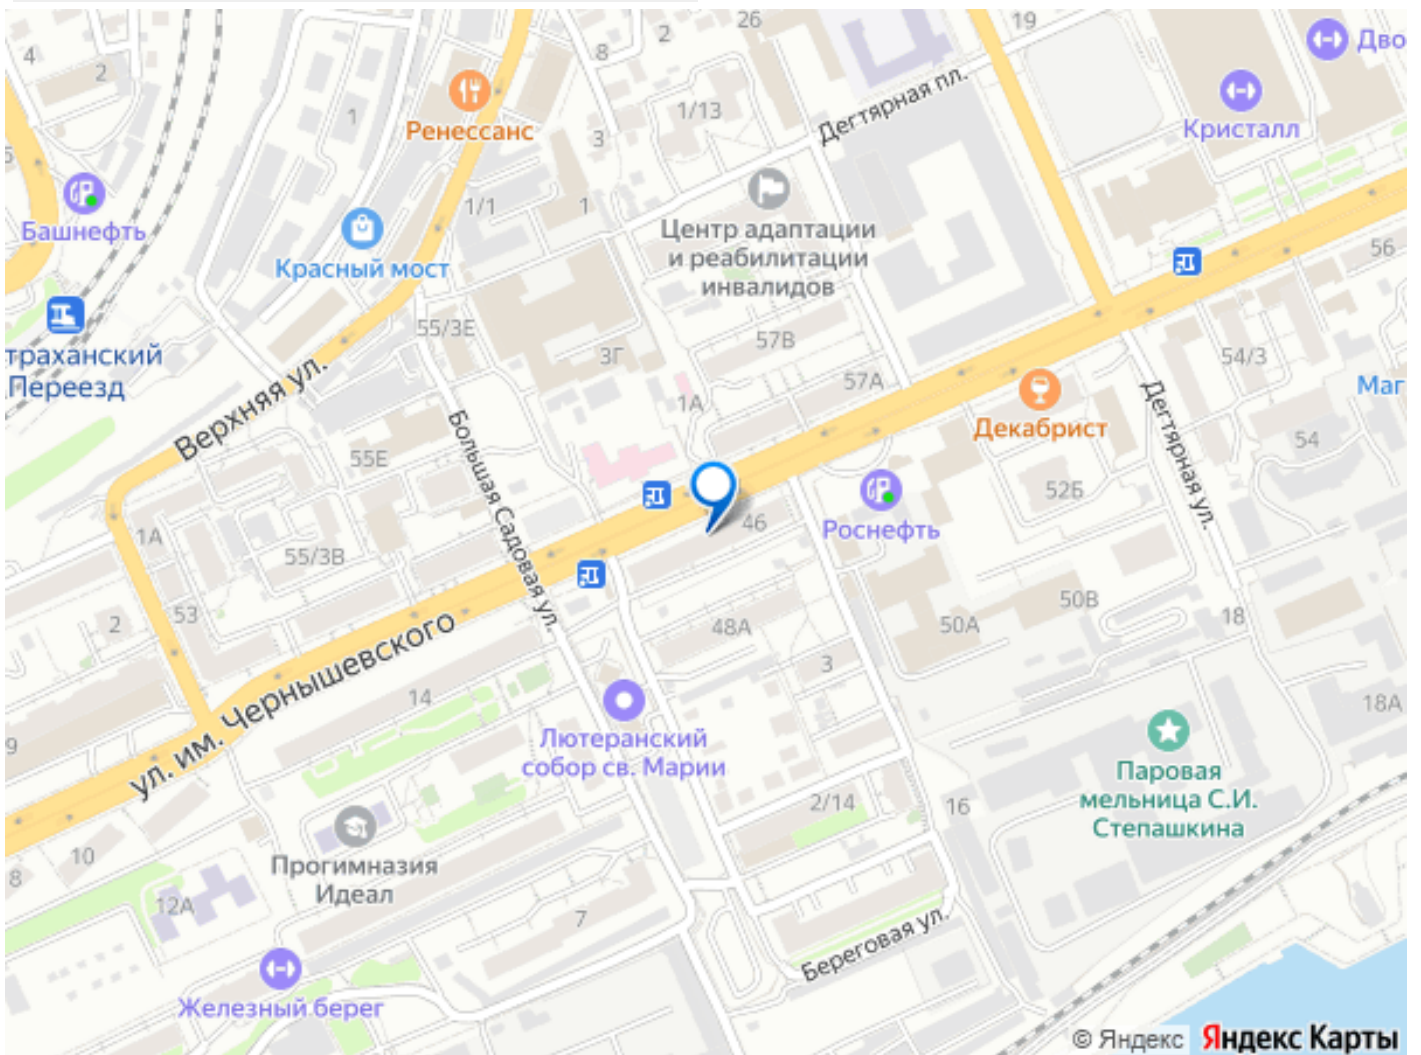 26
19
4
2
2
8
Дво
Ренессанс
1
1/13
3
Дегтярная пл.
Кристалл
Башнефть
1/1
1
Центр адаптации
и реабилитации
инвалидов
56
Красный мост
55/3Е
3Г
57В
54/3
траханский
Переезд
Верхняя ул.
1А
57А
Декабрист
Маг
Большая Садовая ул.
55Е
Дегтярная ул.
54
52Б
46
Роснефть
1А
55/3В
53
2
48А
50А
50В
18
ул. им. Чернышевского
3
14
18А
9
Лютеранский
собор св. Марии
Паровая
мельница С.И.
Степашкина
2/14
16
10
8
Прогимназия
Идеал
12А
7
Береговая ул.
Железный берег
© Яндекс Яндекс Карты